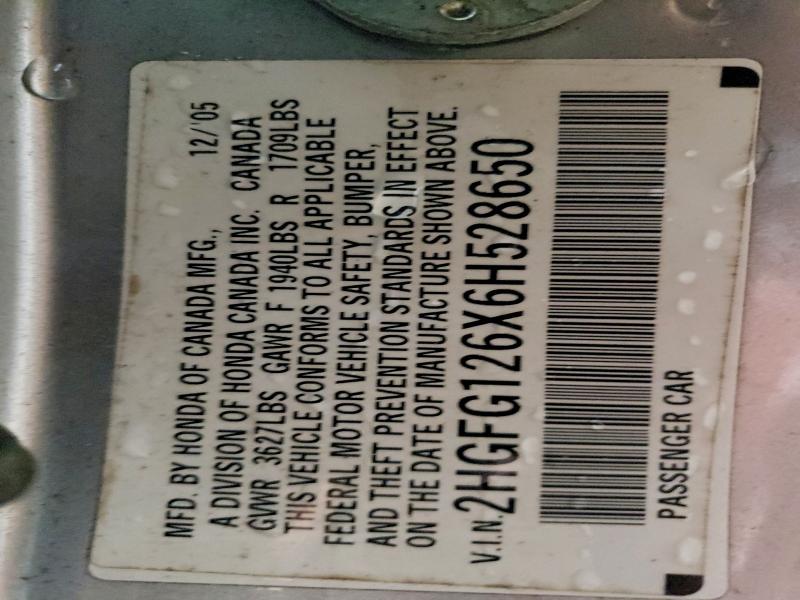 MFD. BY HONDA OF CANADA MFG., 12/'05
A DIVISION OF HONDA CANADA INC. CANADA
GVWR 3627LBS GAWR F 1940LBS R 1709LBS
THIS VEHICLE CONFORMS TO ALL APPLICABLE
FEDERAL MOTOR VEHICLE SAFETY, BUMPER,
AND THEFT PREVENTION STANDARDS IN EFFECT
ON THE DATE OF MANUFACTURE SHOWN ABOVE.
V.I.N. 2HGFG126X6H528650
PASSENGER CAR